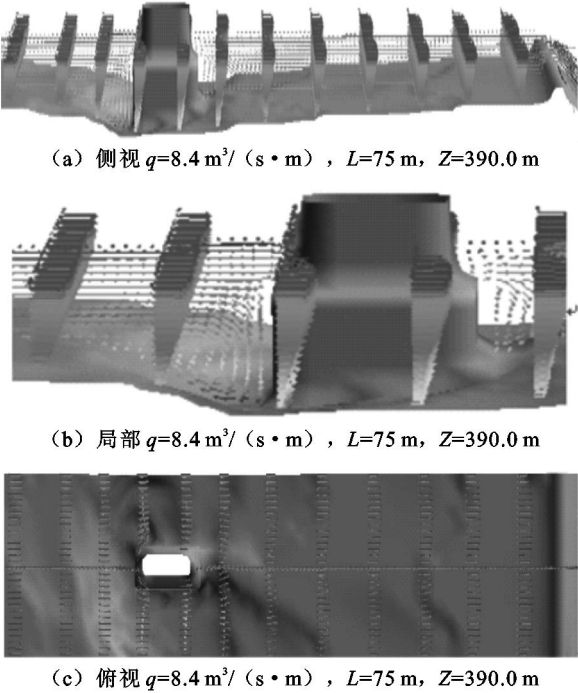 (a) 侧视 q=8.4 m³/（s·m），L=75 m，Z=390.0 m
(b) 局部 q=8.4 m³/（s·m），L=75 m，Z=390.0 m
(c) 俯视 q=8.4 m³/（s·m），L=75 m，Z=390.0 m